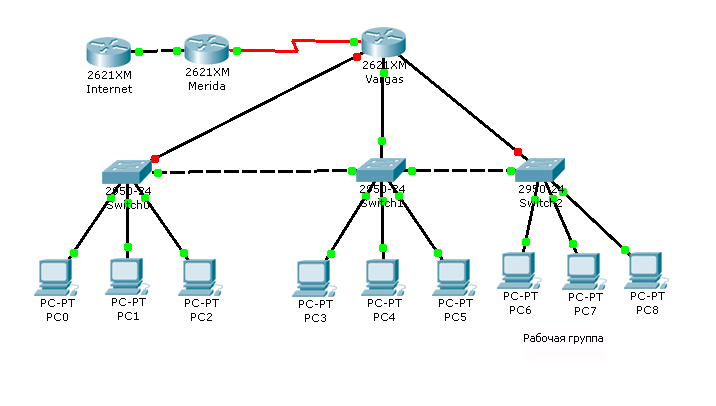 2621XM
Internet
2621XM
Merida
2621XM
Vargas
2950-24
Switch0
2950-24
Switch1
2950-24
Switch2
PC-PT
PC0
PC-PT
PC1
PC-PT
PC2
PC-PT
PC3
PC-PT
PC4
PC-PT
PC5
PC-PT
PC6
PC-PT
PC7
PC-PT
PC8
Рабочая группа